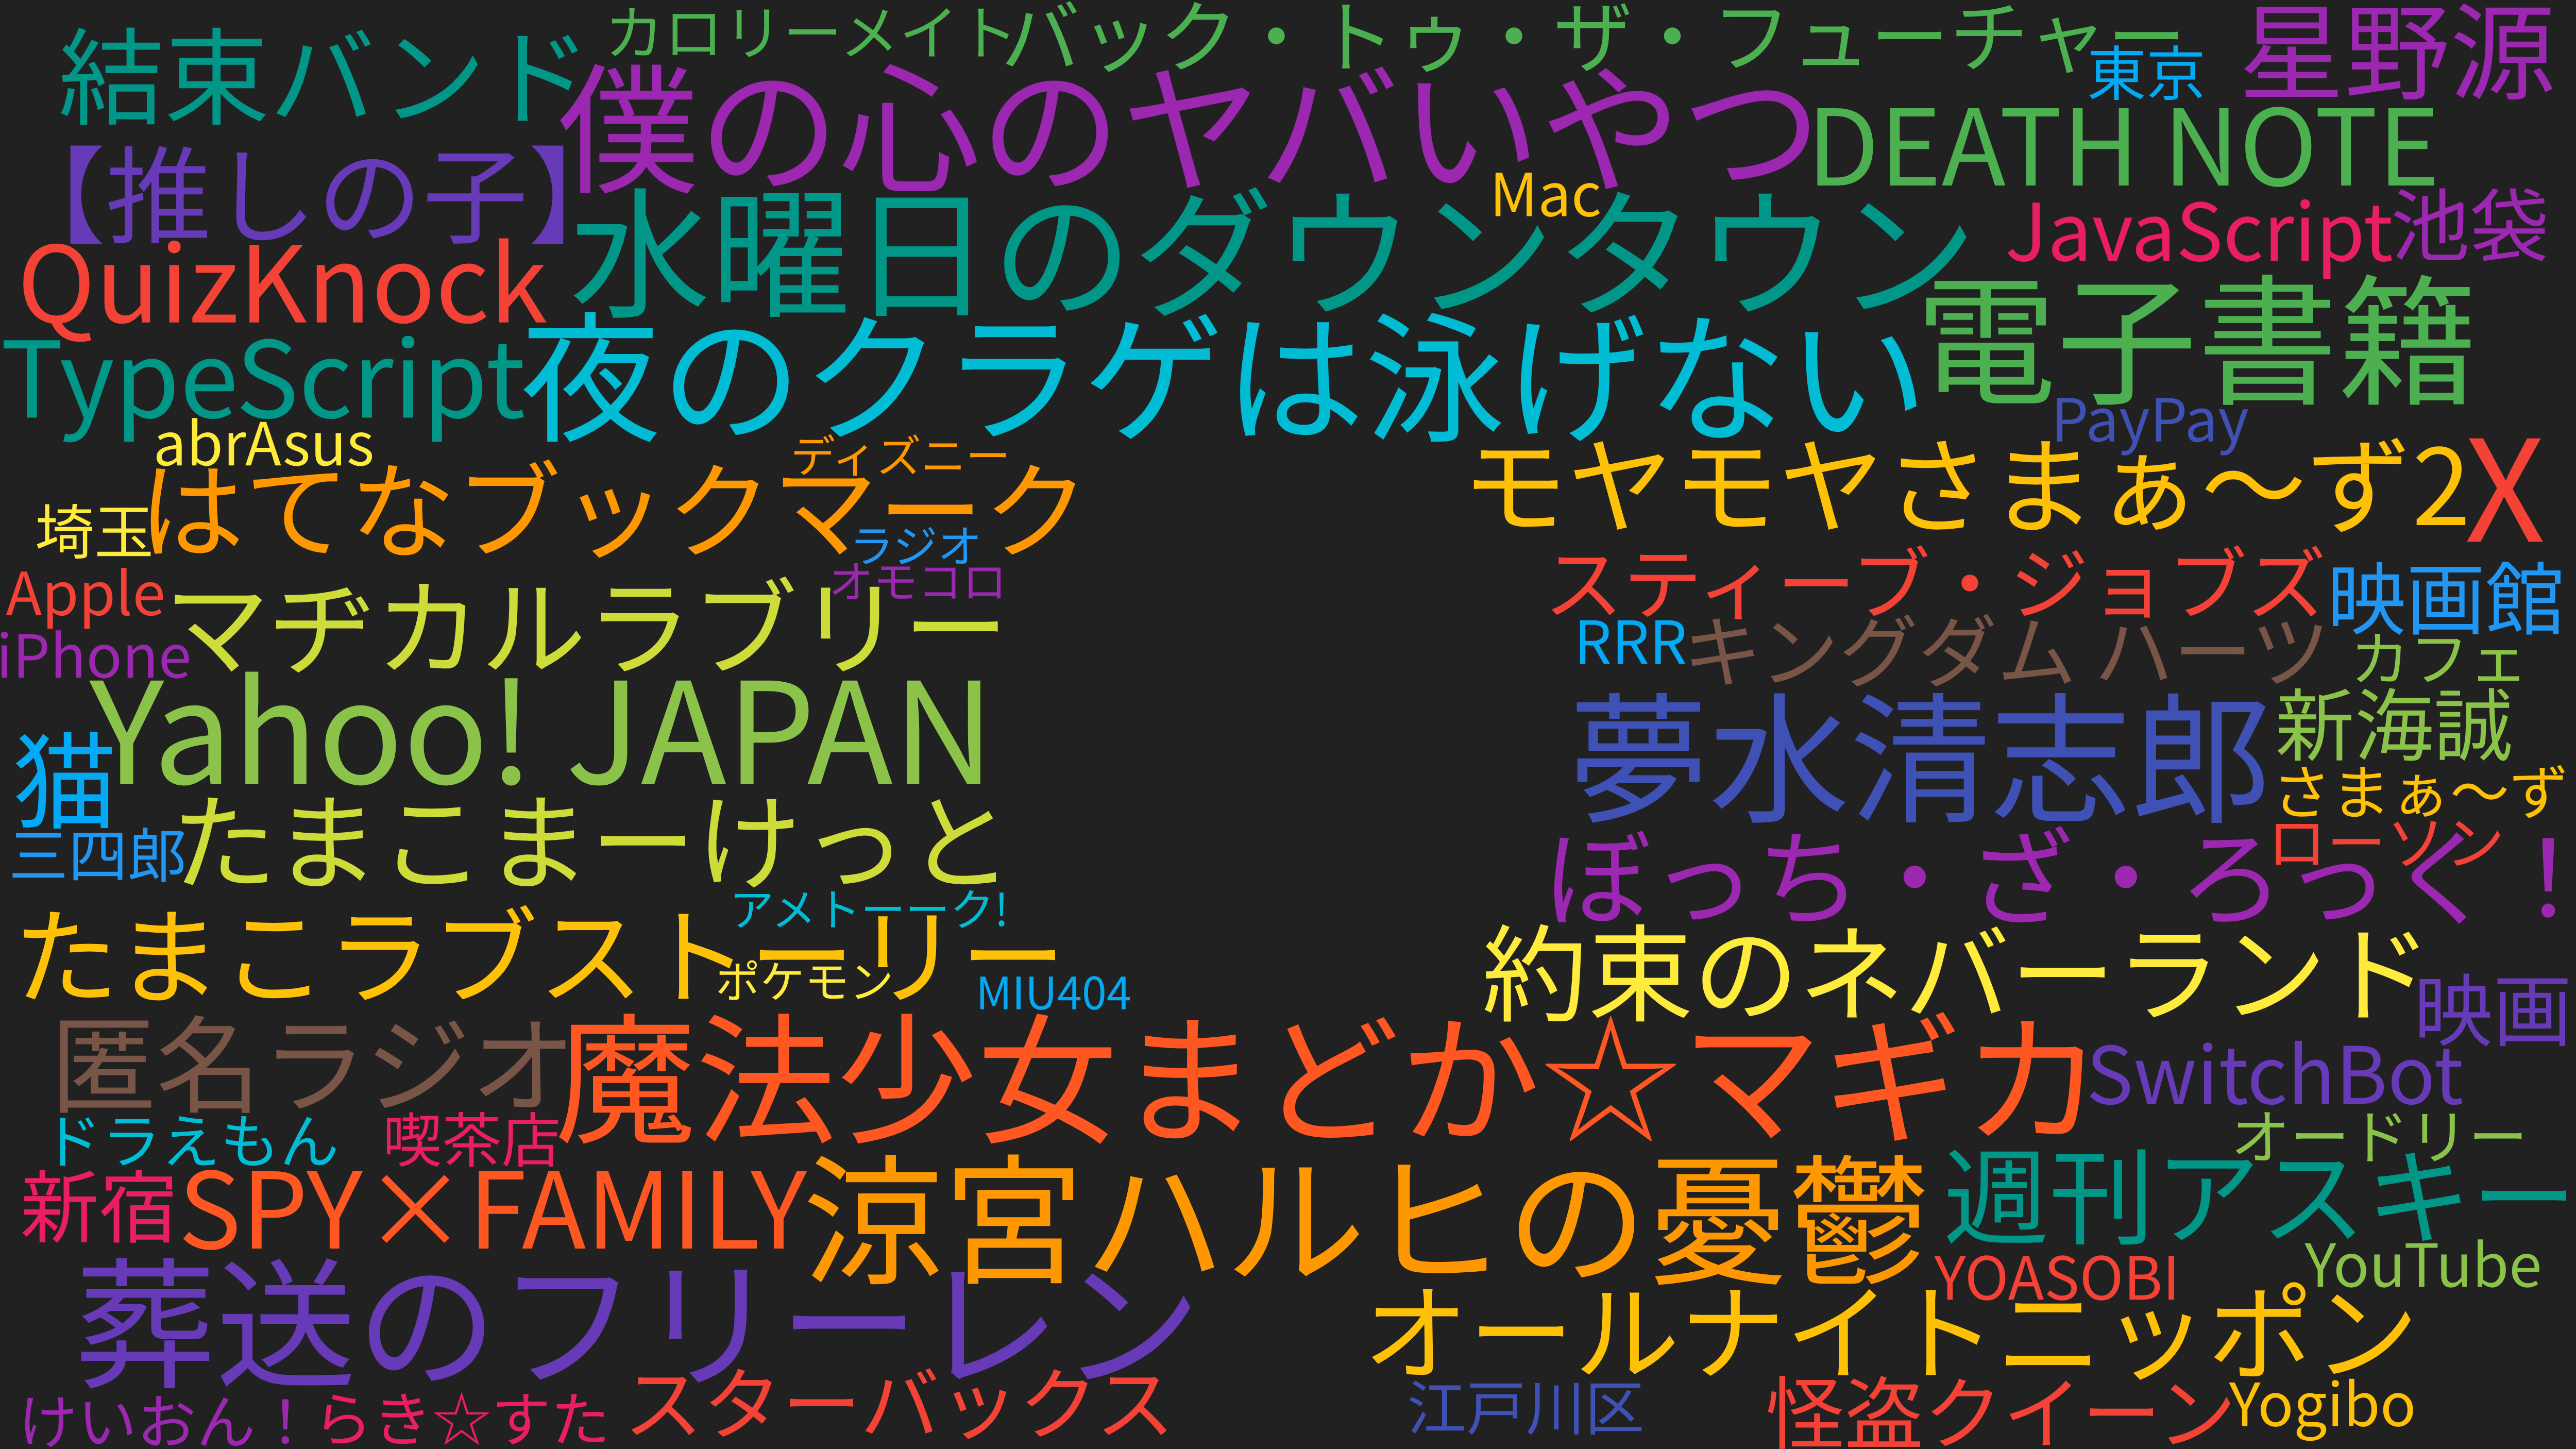 カロリーメイト
バック・トゥ・ザ・フューチャー
星野源
結束バンド
東京
僕の心のヤバいやつ
DEATH NOTE
【推しの子】
Mac
水曜日のダウンタウン
JavaScript
池袋
QuizKnock
電子書籍
TypeScript
夜のクラゲは泳げない
PayPay
abrAsus
ディズニー
はてなブックマーク
モヤモヤさまぁ〜ず2
X
埼玉
ラジオ
オモコロ
スティーブ・ジョブズ
映画館
Apple
マヂカルラブリー
iPhone
RRR
キングダム ハーツ
カフェ
Yahoo! JAPAN
夢水清志郎
新海誠
猫
さまぁ〜ず
三四郎
たまこまーけっと
ローソン
ぼっち・ざ・ろっく！
アメトーーク!
たまこラブストーリー
ポケモン
MIU404
約束のネバーランド
映画
匿名ラジオ
魔法少女まどか☆マギカ
SwitchBot
ドラえもん
喫茶店
オードリー
新宿
SPY×FAMILY
涼宮ハルヒの憂鬱
週刊アスキー
YOASOBI
YouTube
葬送のフリーレン
オールナイトニッポン
けいおん！
らき☆すた
スターバックス
江戸川区
怪盗クイーン
Yogibo